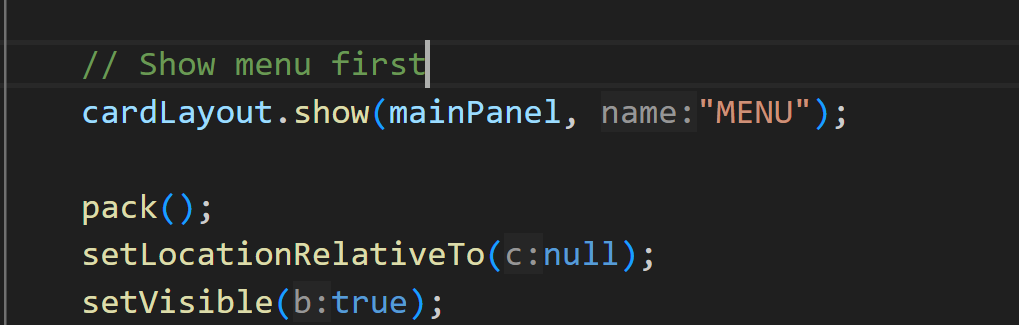 // Show menu first
cardLayout.show(mainPanel, name:"MENU");
pack();
setLocationRelativeTo(c:null);
setVisible(b:true);